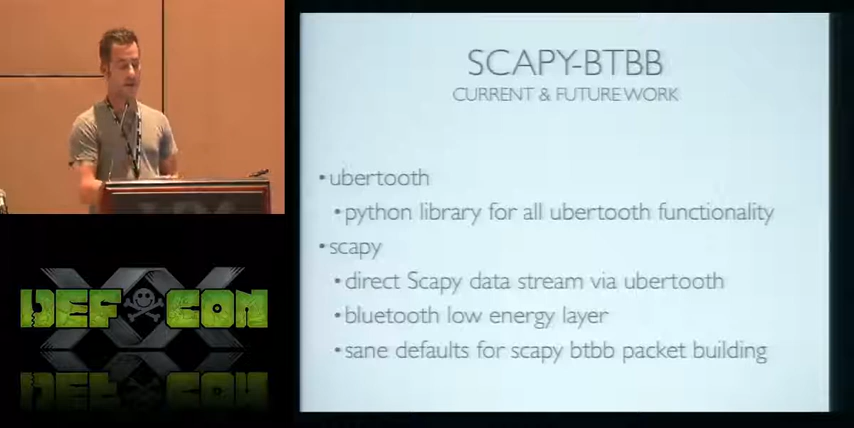 SCAPY-BTBB
CURRENT & FUTURE WORK
•ubertooth
•python library for all ubertooth functionality
•scapy
•direct Scapy data stream via ubertooth
•bluetooth low energy layer
•sane defaults for scapy btbb packet building
XX
DEF CON